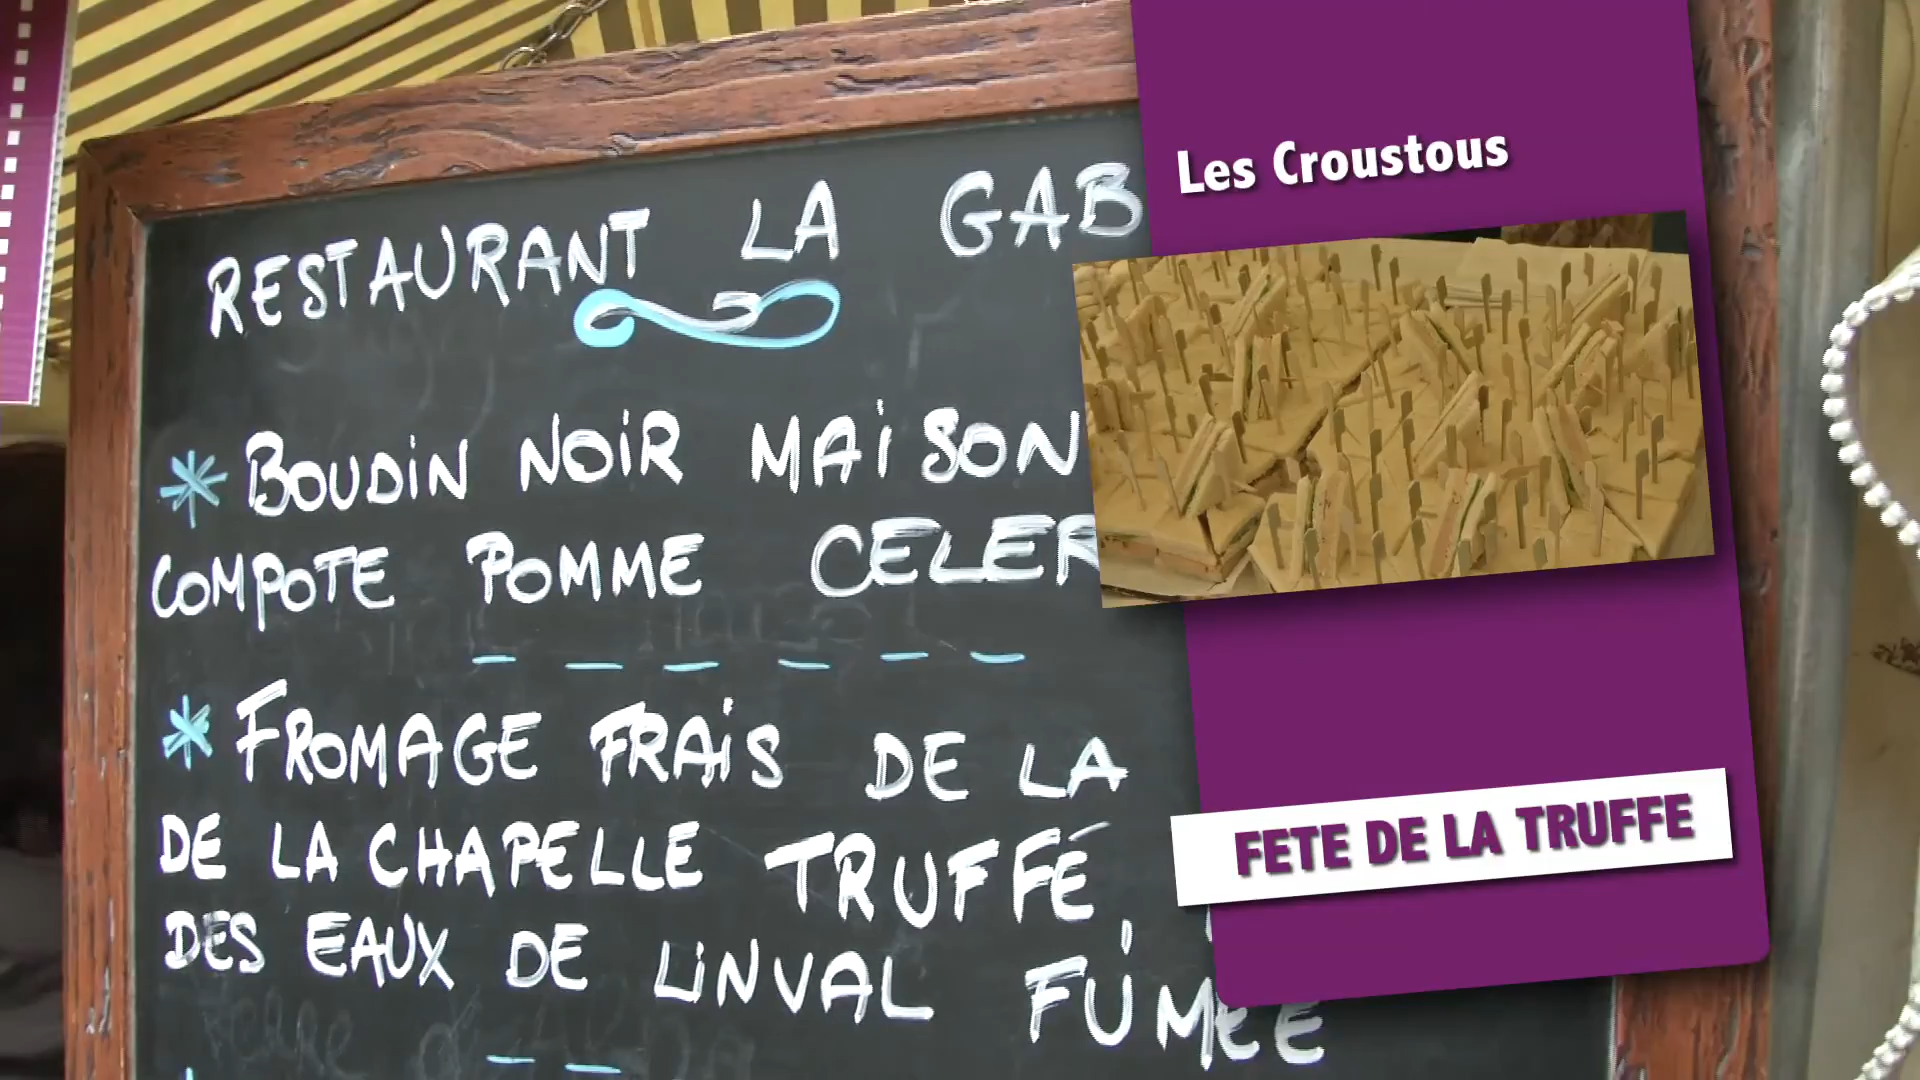 RESTAURANT LA GAB
* BOUDIN NOIR MAISON
COMPOTE POMME CELER
* FROMAGE FRAIS DE LA
DE LA CHAPELLE TRUFFÉ,
DES EAUX DE LINVAL FUMÉE
Les Croustous
FETE DE LA TRUFFE